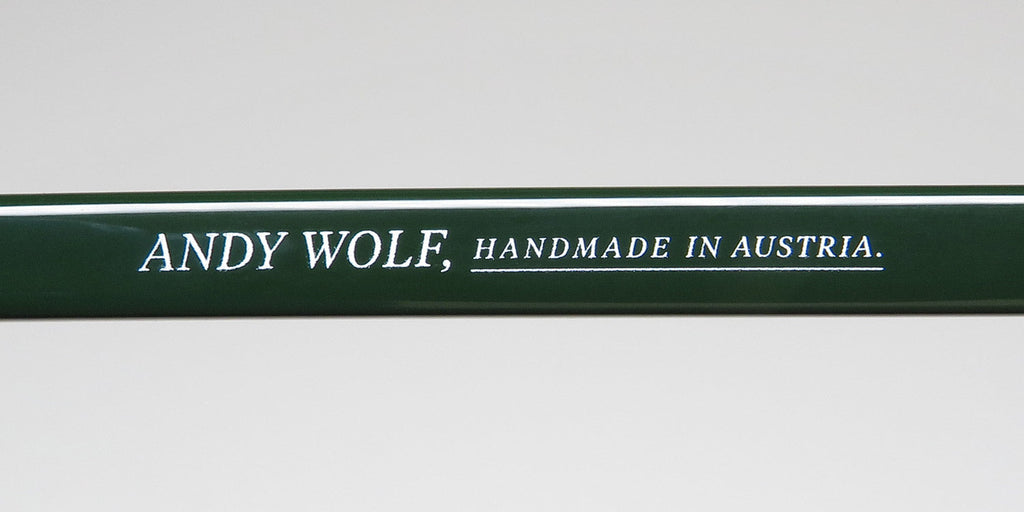 ANDY WOLF, HANDMADE IN AUSTRIA.